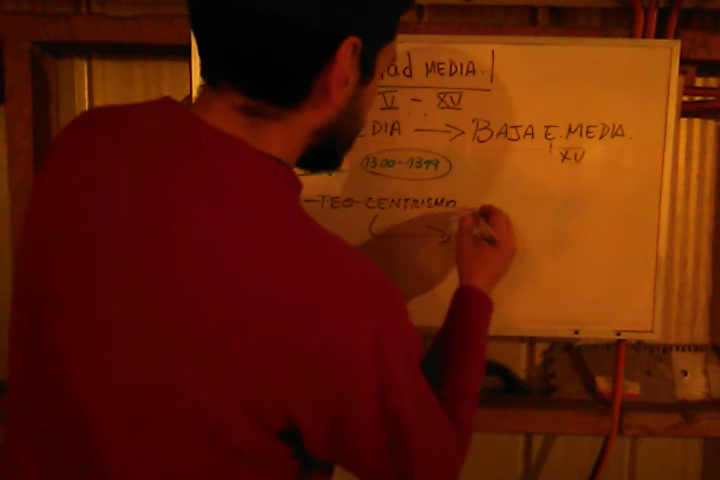 ad MEDIA.
V - XV
DIA → BAJA E. MEDIA.
XV
1300-1399
-TEO-CENTRISMO